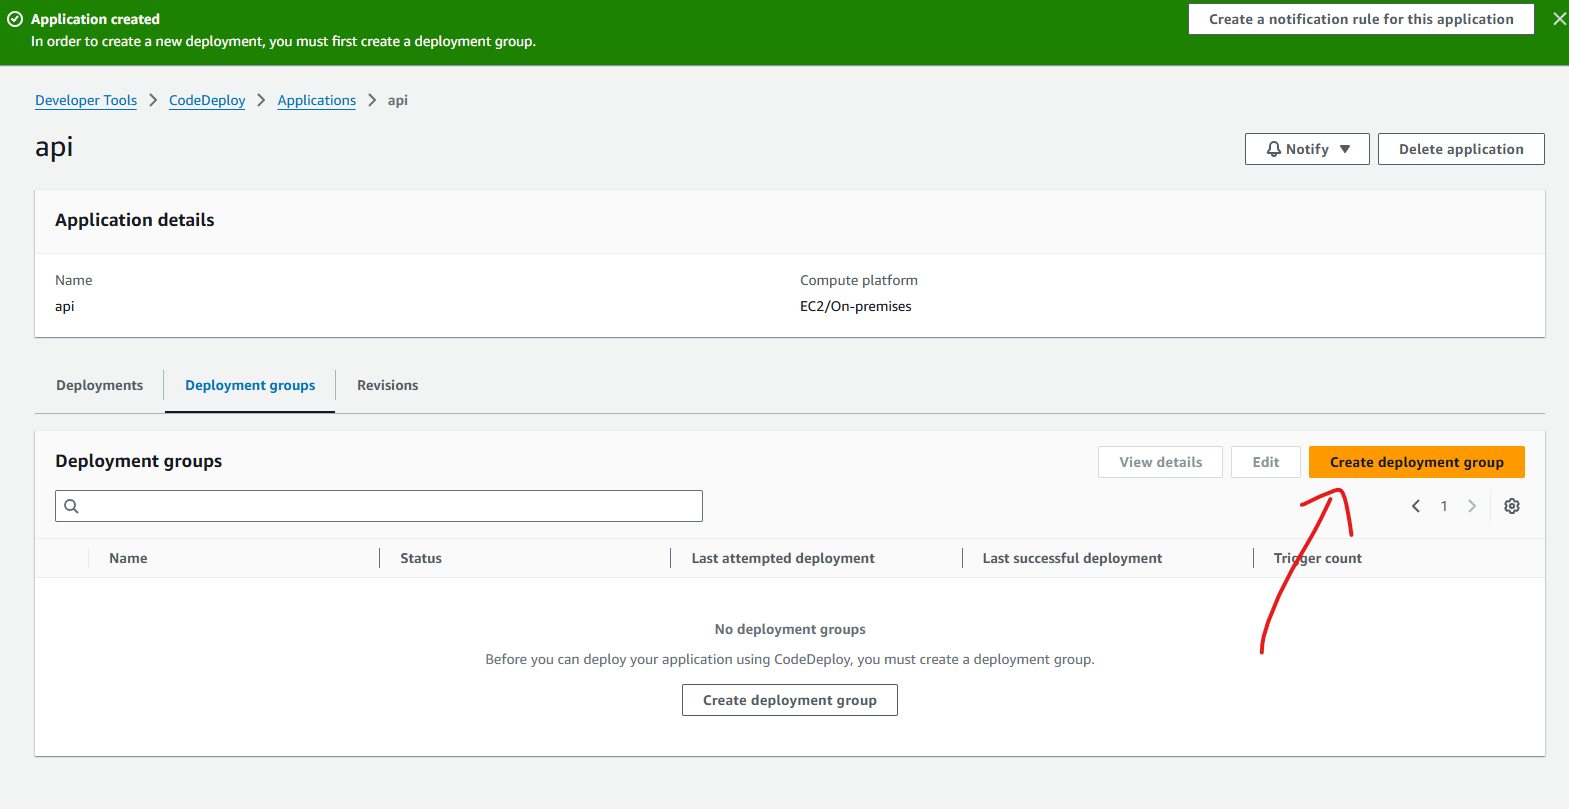 Application created
In order to create a new deployment, you must first create a deployment group.
Create a notification rule for this application
Developer Tools > CodeDeploy > Applications > api
api
Notify
Delete application
Application details
Name
api
Compute platform
EC2/On-premises
Deployments
Deployment groups
Revisions
Deployment groups
View details
Edit
Create deployment group
1
Name
Status
Last attempted deployment
Last successful deployment
Trigger count
No deployment groups
Before you can deploy your application using CodeDeploy, you must create a deployment group.
Create deployment group